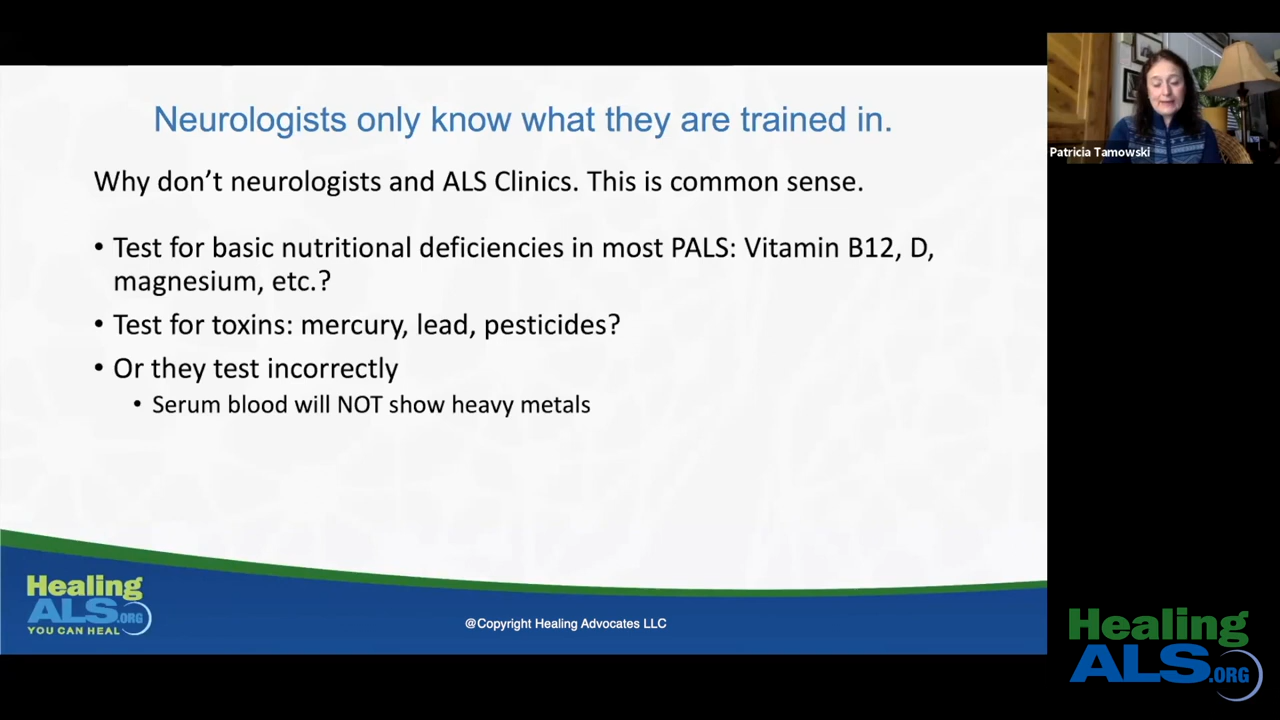 Neurologists only know what they are trained in.
Why don’t neurologists and ALS Clinics. This is common sense.
• Test for basic nutritional deficiencies in most PALS: Vitamin B12, D,
magnesium, etc.?
• Test for toxins: mercury, lead, pesticides?
• Or they test incorrectly
• Serum blood will NOT show heavy metals
Patricia Tamowski
Healing
ALS.ORG
YOU CAN HEAL
@Copyright Healing Advocates LLC
Healing
ALS.ORG